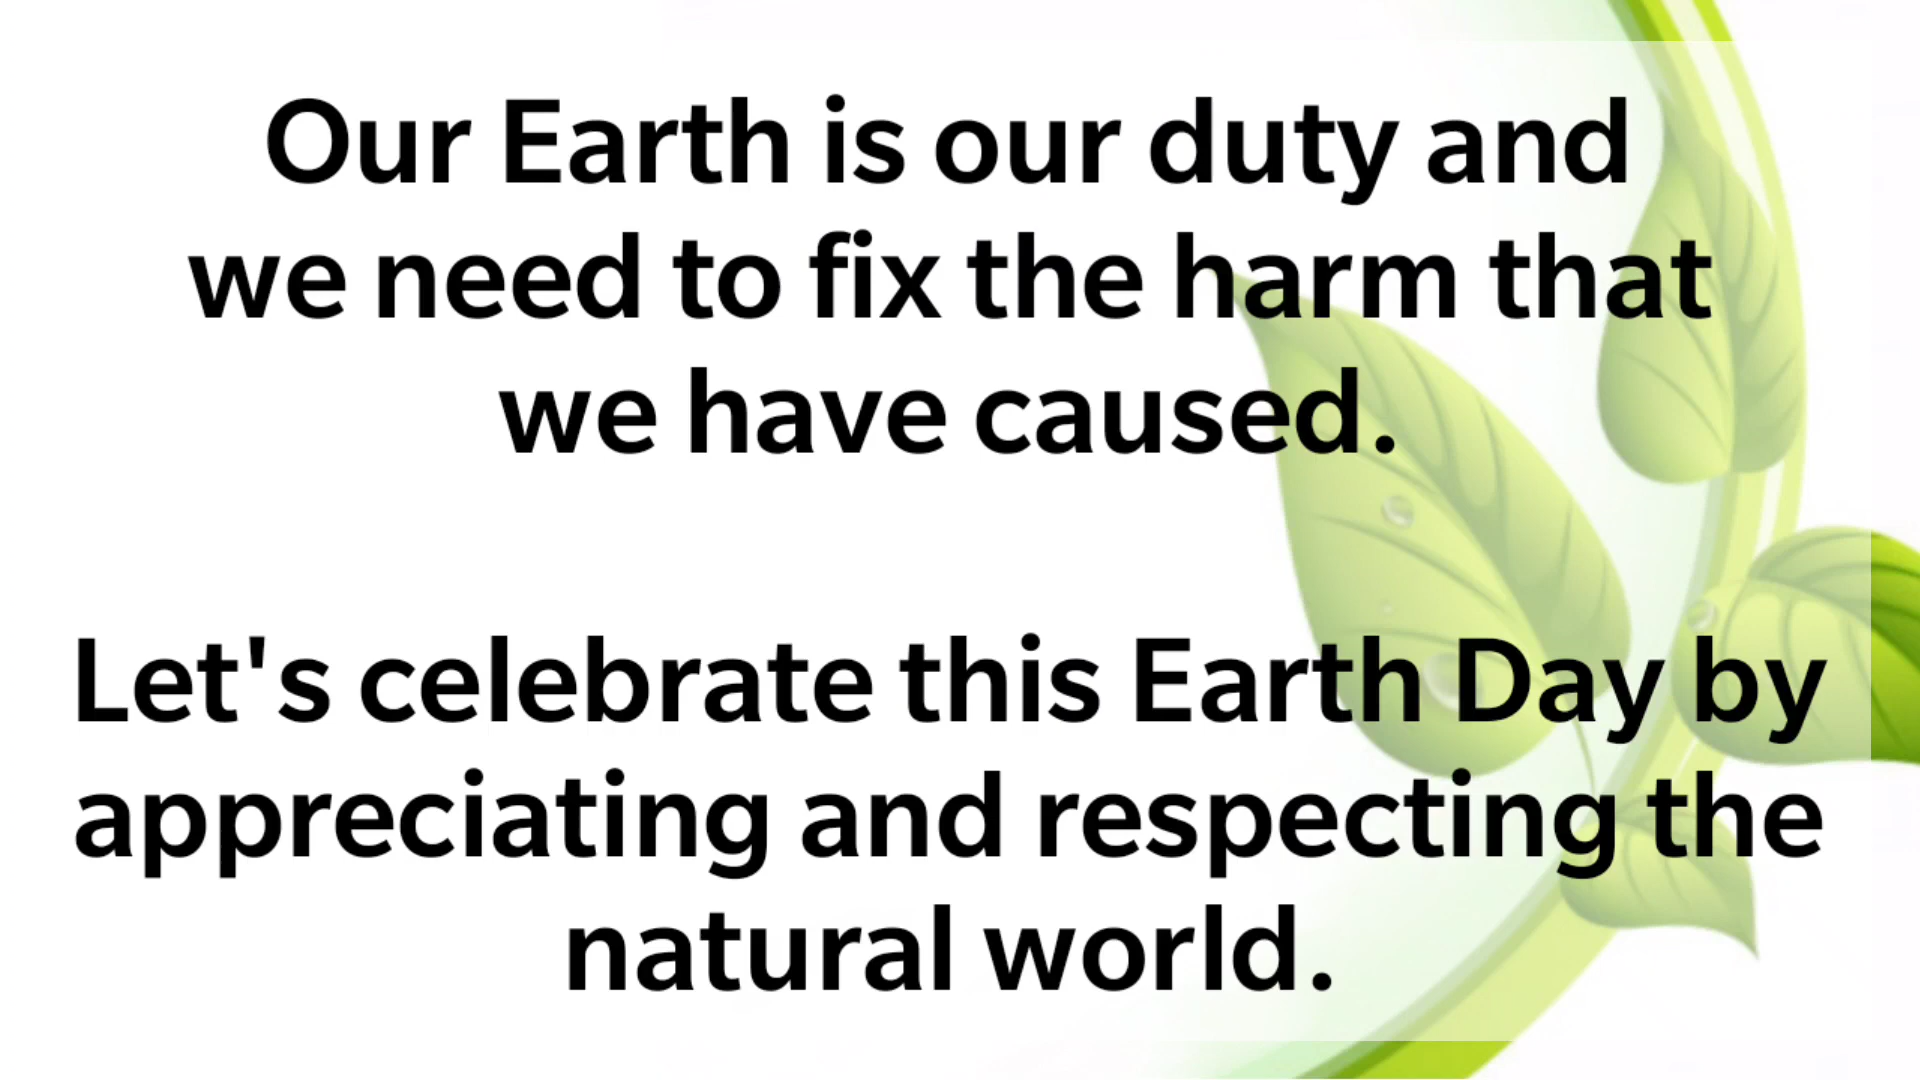 Our Earth is our duty and
we need to fix the harm that
we have caused.
Let's celebrate this Earth Day by
appreciating and respecting the
natural world.